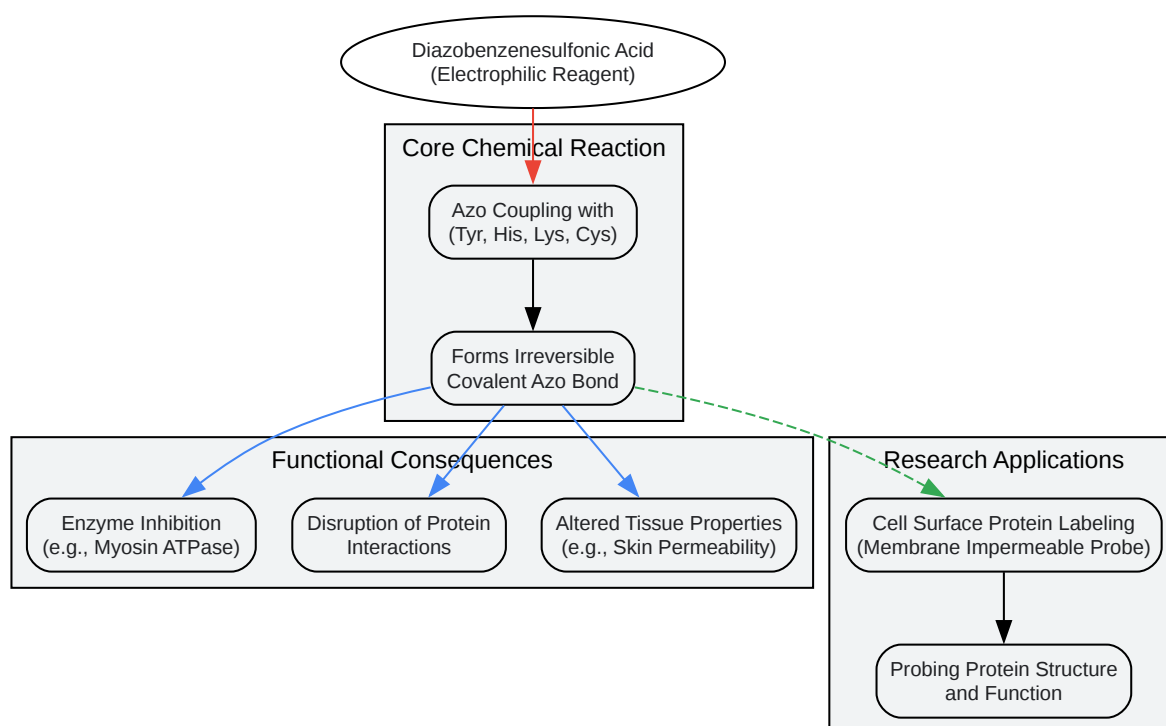 Diazobenzenesulfonic Acid
(Electrophilic Reagent)
Core Chemical Reaction
Azo Coupling with
(Tyr, His, Lys, Cys)
Forms Irreversible
Covalent Azo Bond
Functional Consequences
Enzyme Inhibition
(e.g., Myosin ATPase)
Disruption of Protein
Interactions
Altered Tissue Properties
(e.g., Skin Permeability)
Research Applications
Cell Surface Protein Labeling
(Membrane Impermeable Probe)
Probing Protein Structure
and Function